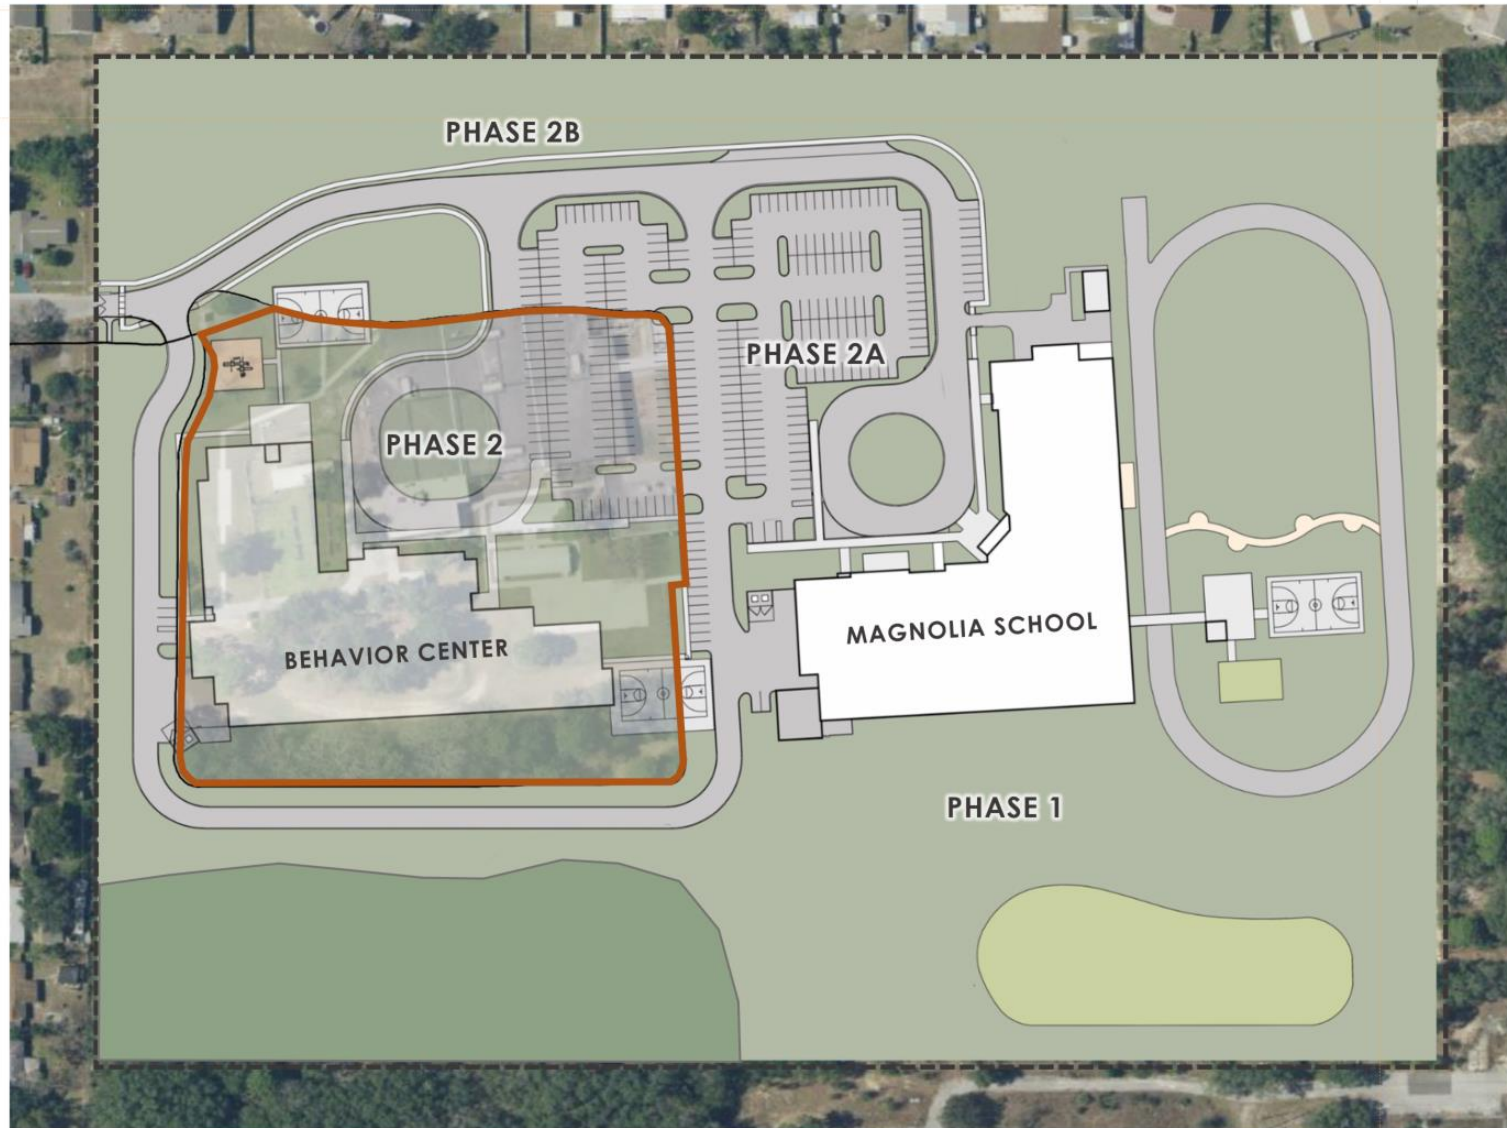 PHASE 2B
PHASE 2A
PHASE 2
MAGNOLIA SCHOOL
BEHAVIOR CENTER
PHASE 1